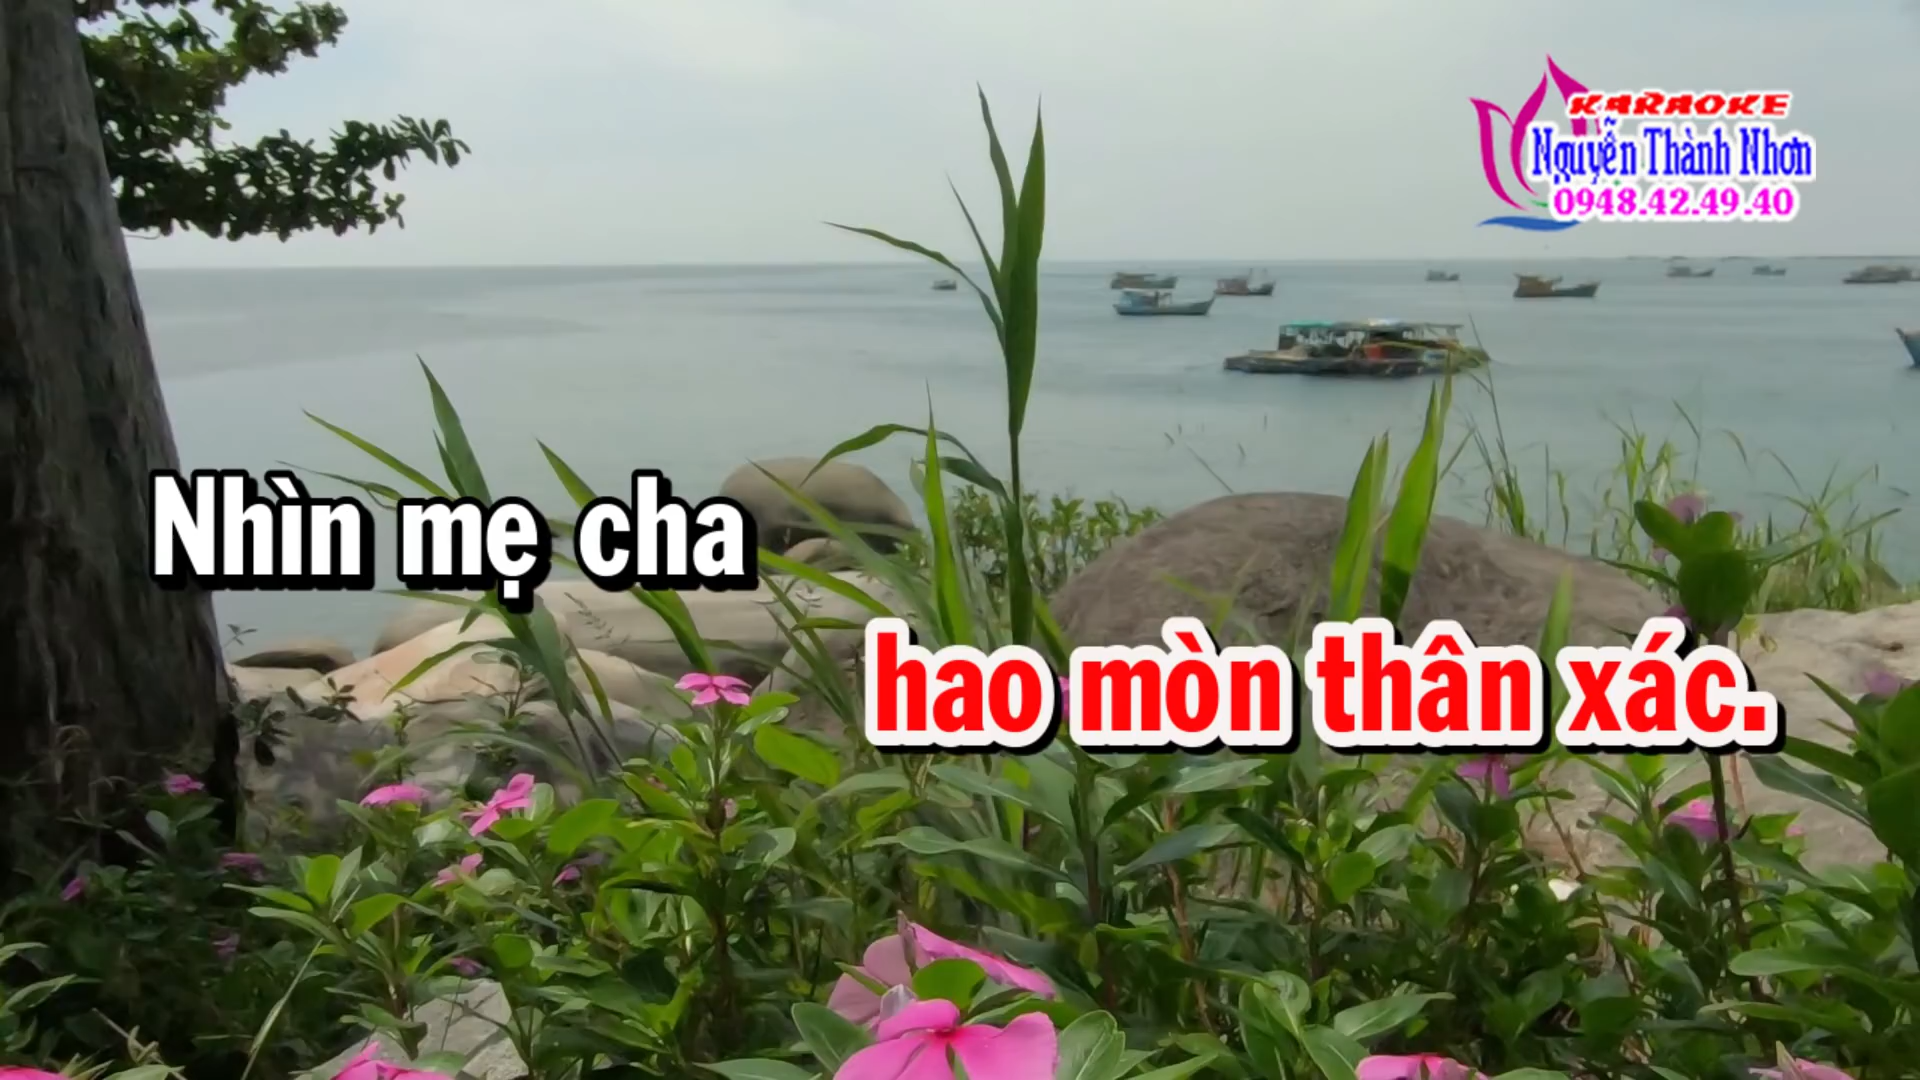 KARAOKE
Nguyễn Thành Nhơn
0948.42.49.40
Nhìn mẹ cha
hao mòn thân xác.